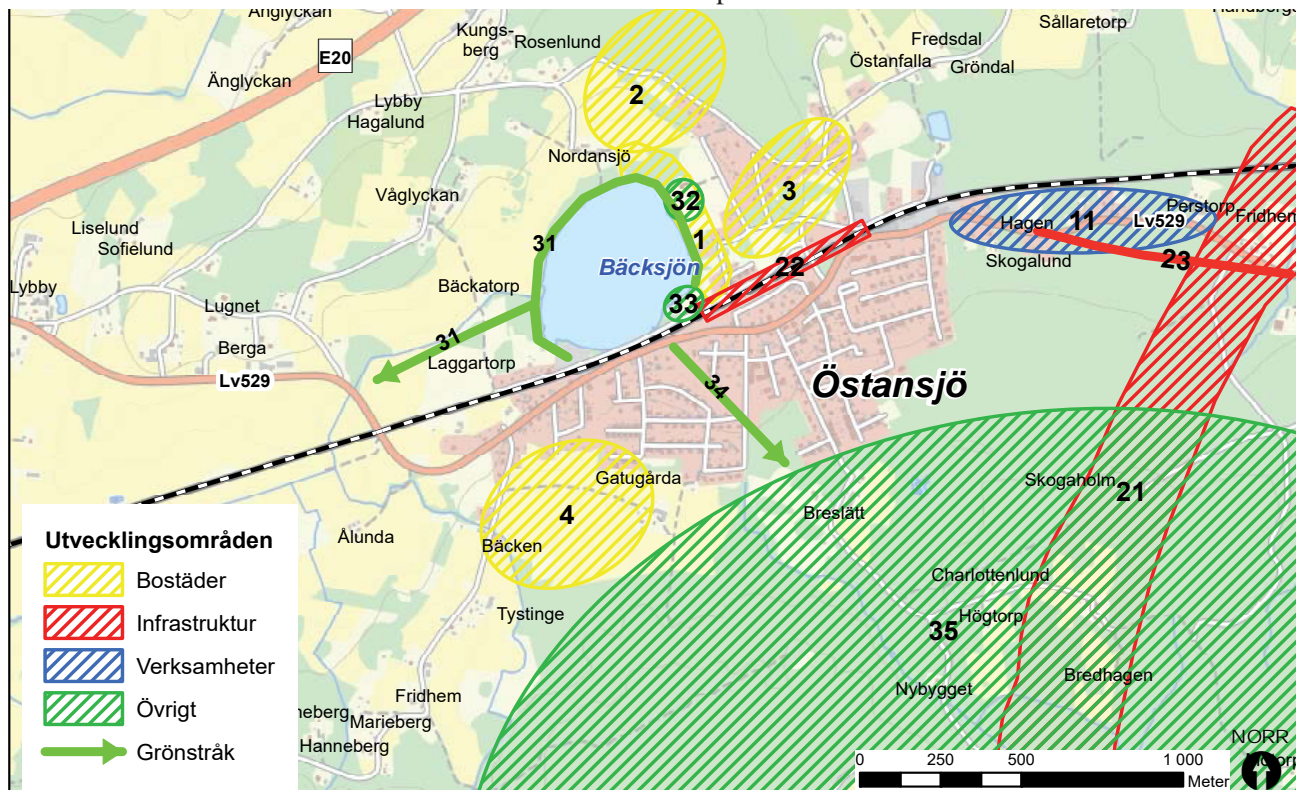 Änglyckan
Kungs-
berg
Rosenlund
Fredsdal
Sållaretorp
E20
Änglyckan
Östanfalla
Gröndal
Lybby
Hagalund
2
Nordansjö
Våglyckan
3
32
Liselund
Sofielund
31
1
Hagen
11
Lv529
Perstorp
Fridhem
Bäcksjön
22
Skogalund
23
Lybby
Bäckatorp
33
Lugnet
31
Berga
Laggartorp
Lv529
34
Östansjö
Gatugårda
Skogaholm
21
4
Breslätt
Bäcken
Ålunda
Charlottenlund
Tystinge
35
Högtorp
Bredhagen
Nybygget
Fridhem
neberg
Marieberg
Hanneberg
Utvecklingsområden
Bostäder
Infrastruktur
Verksamheter
Övrigt
Grönstråk
NORR
0 250 500 1 000
Meter